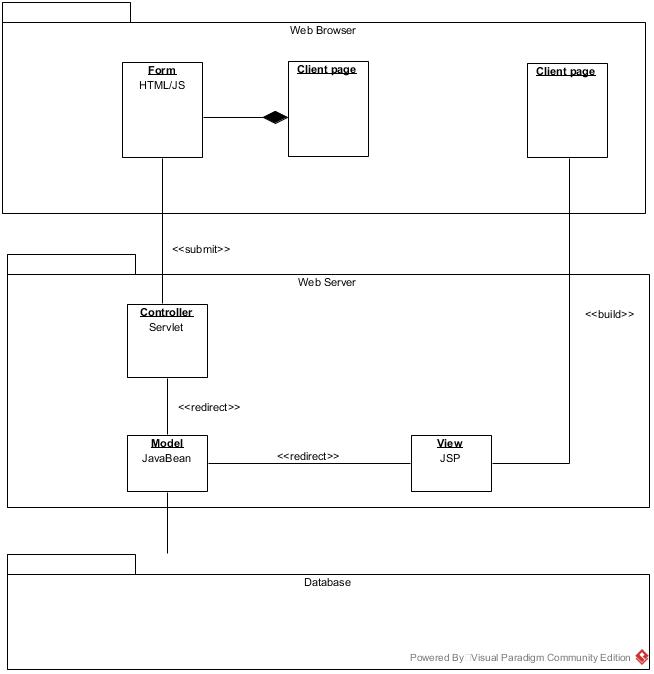 Web Browser
Form
HTML/JS
Client page
Client page
<<submit>>
Web Server
Controller
Servlet
<<build>>
<<redirect>>
Model
JavaBean
<<redirect>>
View
JSP
Database
Powered By Visual Paradigm Community Edition